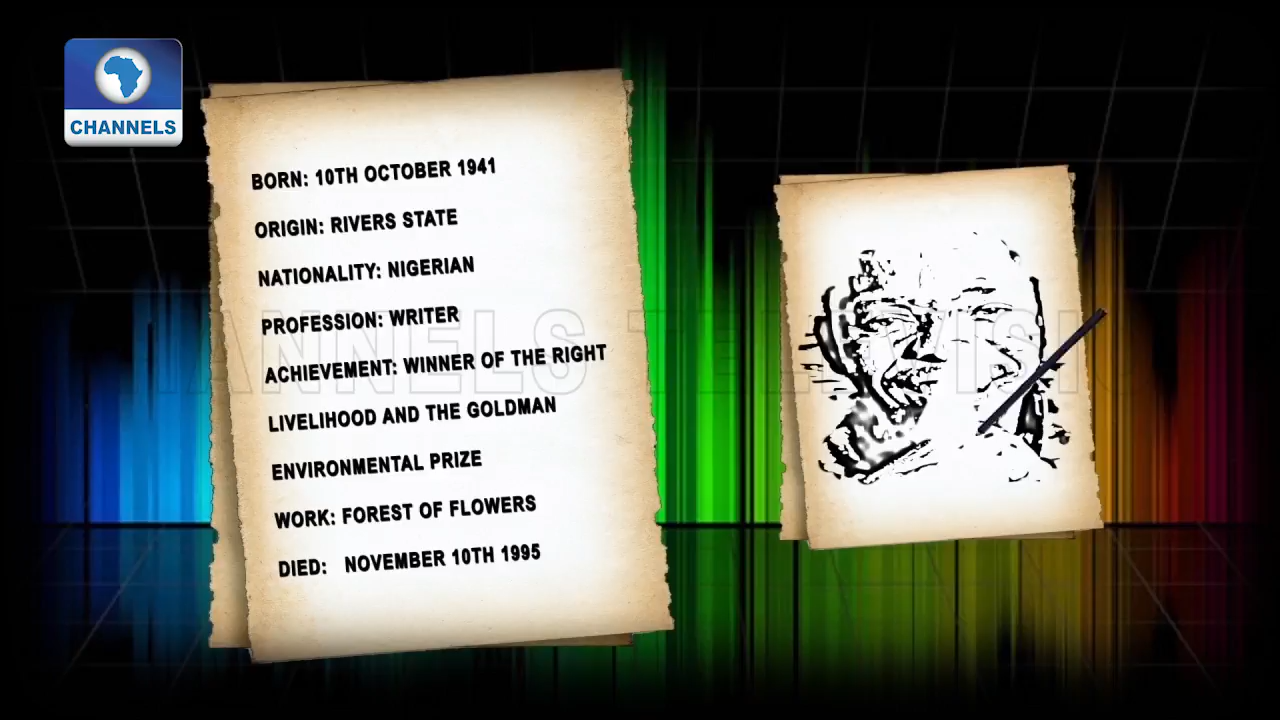 CHANNELS
BORN: 10TH OCTOBER 1941
ORIGIN: RIVERS STATE
NATIONALITY: NIGERIAN
PROFESSION: WRITER
ACHIEVEMENT: WINNER OF THE RIGHT
LIVELIHOOD AND THE GOLDMAN
ENVIRONMENTAL PRIZE
WORK: FOREST OF FLOWERS
DIED: NOVEMBER 10TH 1995